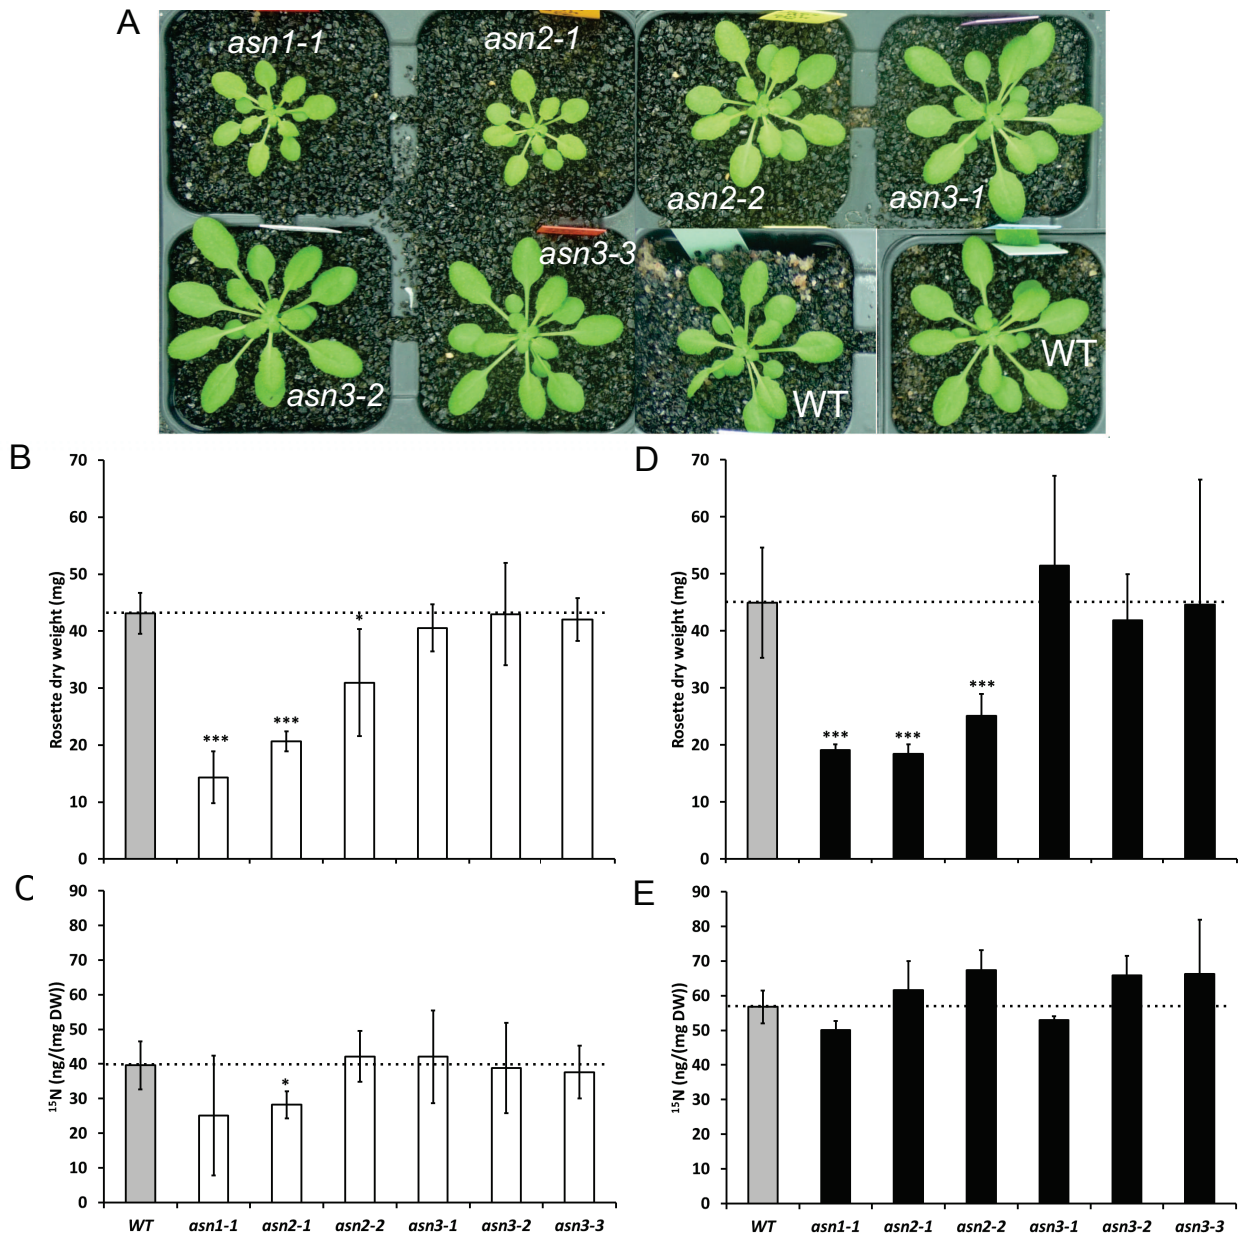 A
asn1-1
asn2-1
asn2-2
asn3-1
asn3-2
asn3-3
WT
WT
B
70
60
50
40
30
20
10
0
Rosette dry weight (mg)
***
***
*
D
70
60
50
40
30
20
10
0
Rosette dry weight (mg)
***
***
***
C
90
80
70
60
50
40
30
20
10
0
¹⁵N (ng/(mg DW))
*
WT asn1-1 asn2-1 asn2-2 asn3-1 asn3-2 asn3-3
E
90
80
70
60
50
40
30
20
10
0
¹⁵N (ng/(mg DW))
WT asn1-1 asn2-1 asn2-2 asn3-1 asn3-2 asn3-3